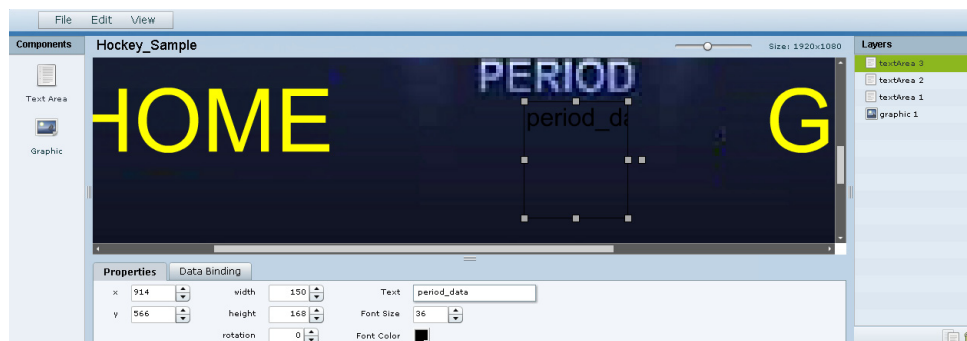 File Edit View
Components
Hockey_Sample
Size: 1920x1080
Layers
Text Area
Graphic
HOME
PERIOD
period_da
G
textArea 3
textArea 2
textArea 1
graphic 1
Properties Data Binding
x 914 width 150 Text period_data
y 566 height 168 Font Size 36
rotation 0 Font Color